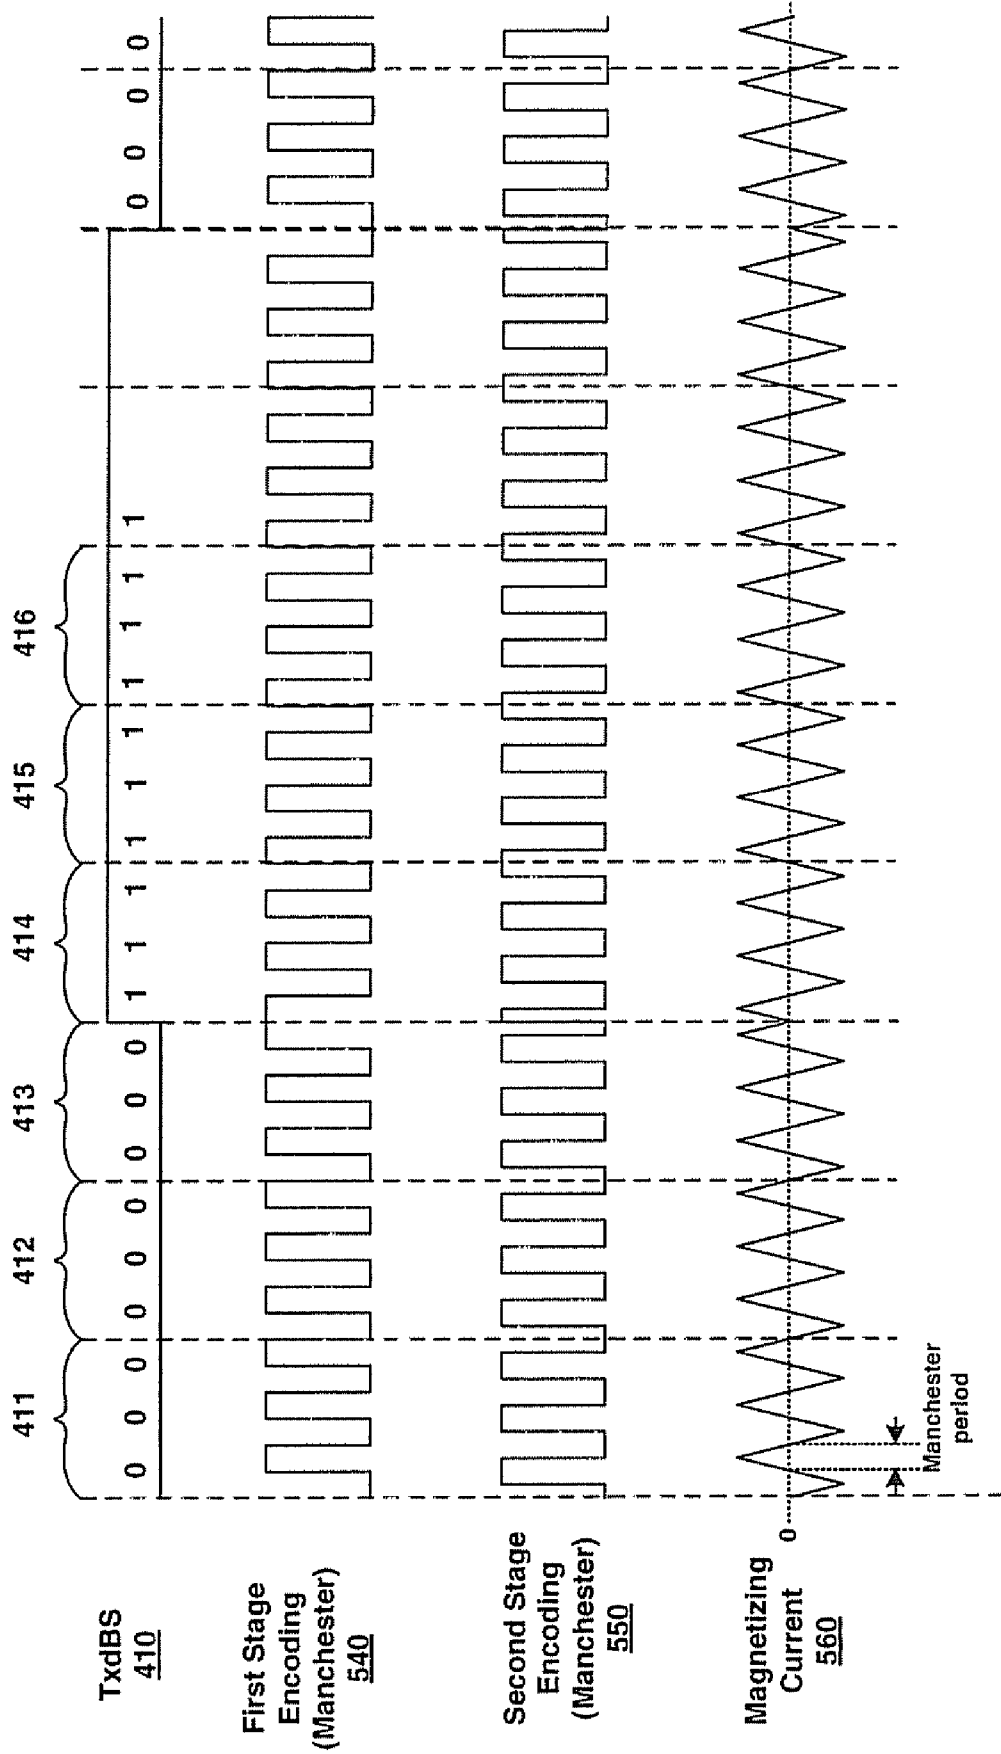 411 412 413 414 415 416
TxdBS
410
0 0 0 0 0 0 0 0 0 1 1 1 1 1 1 1 1 1 1 0 0 0 0
First Stage
Encoding
(Manchester)
540
Second Stage
Encoding
(Manchester)
550
Magnetizing
Current
560
0
Manchester
period